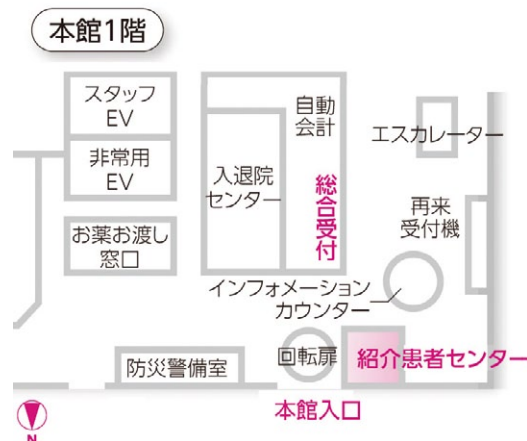 本館1階
スタッフ
EV
非常用
EV
お薬お渡し
窓口
入退院
センター
自動
会計
総合受付
エスカレーター
再来
受付機
インフォメーション
カウンター
防災警備室
回転扉
紹介患者センター
本館入口
N